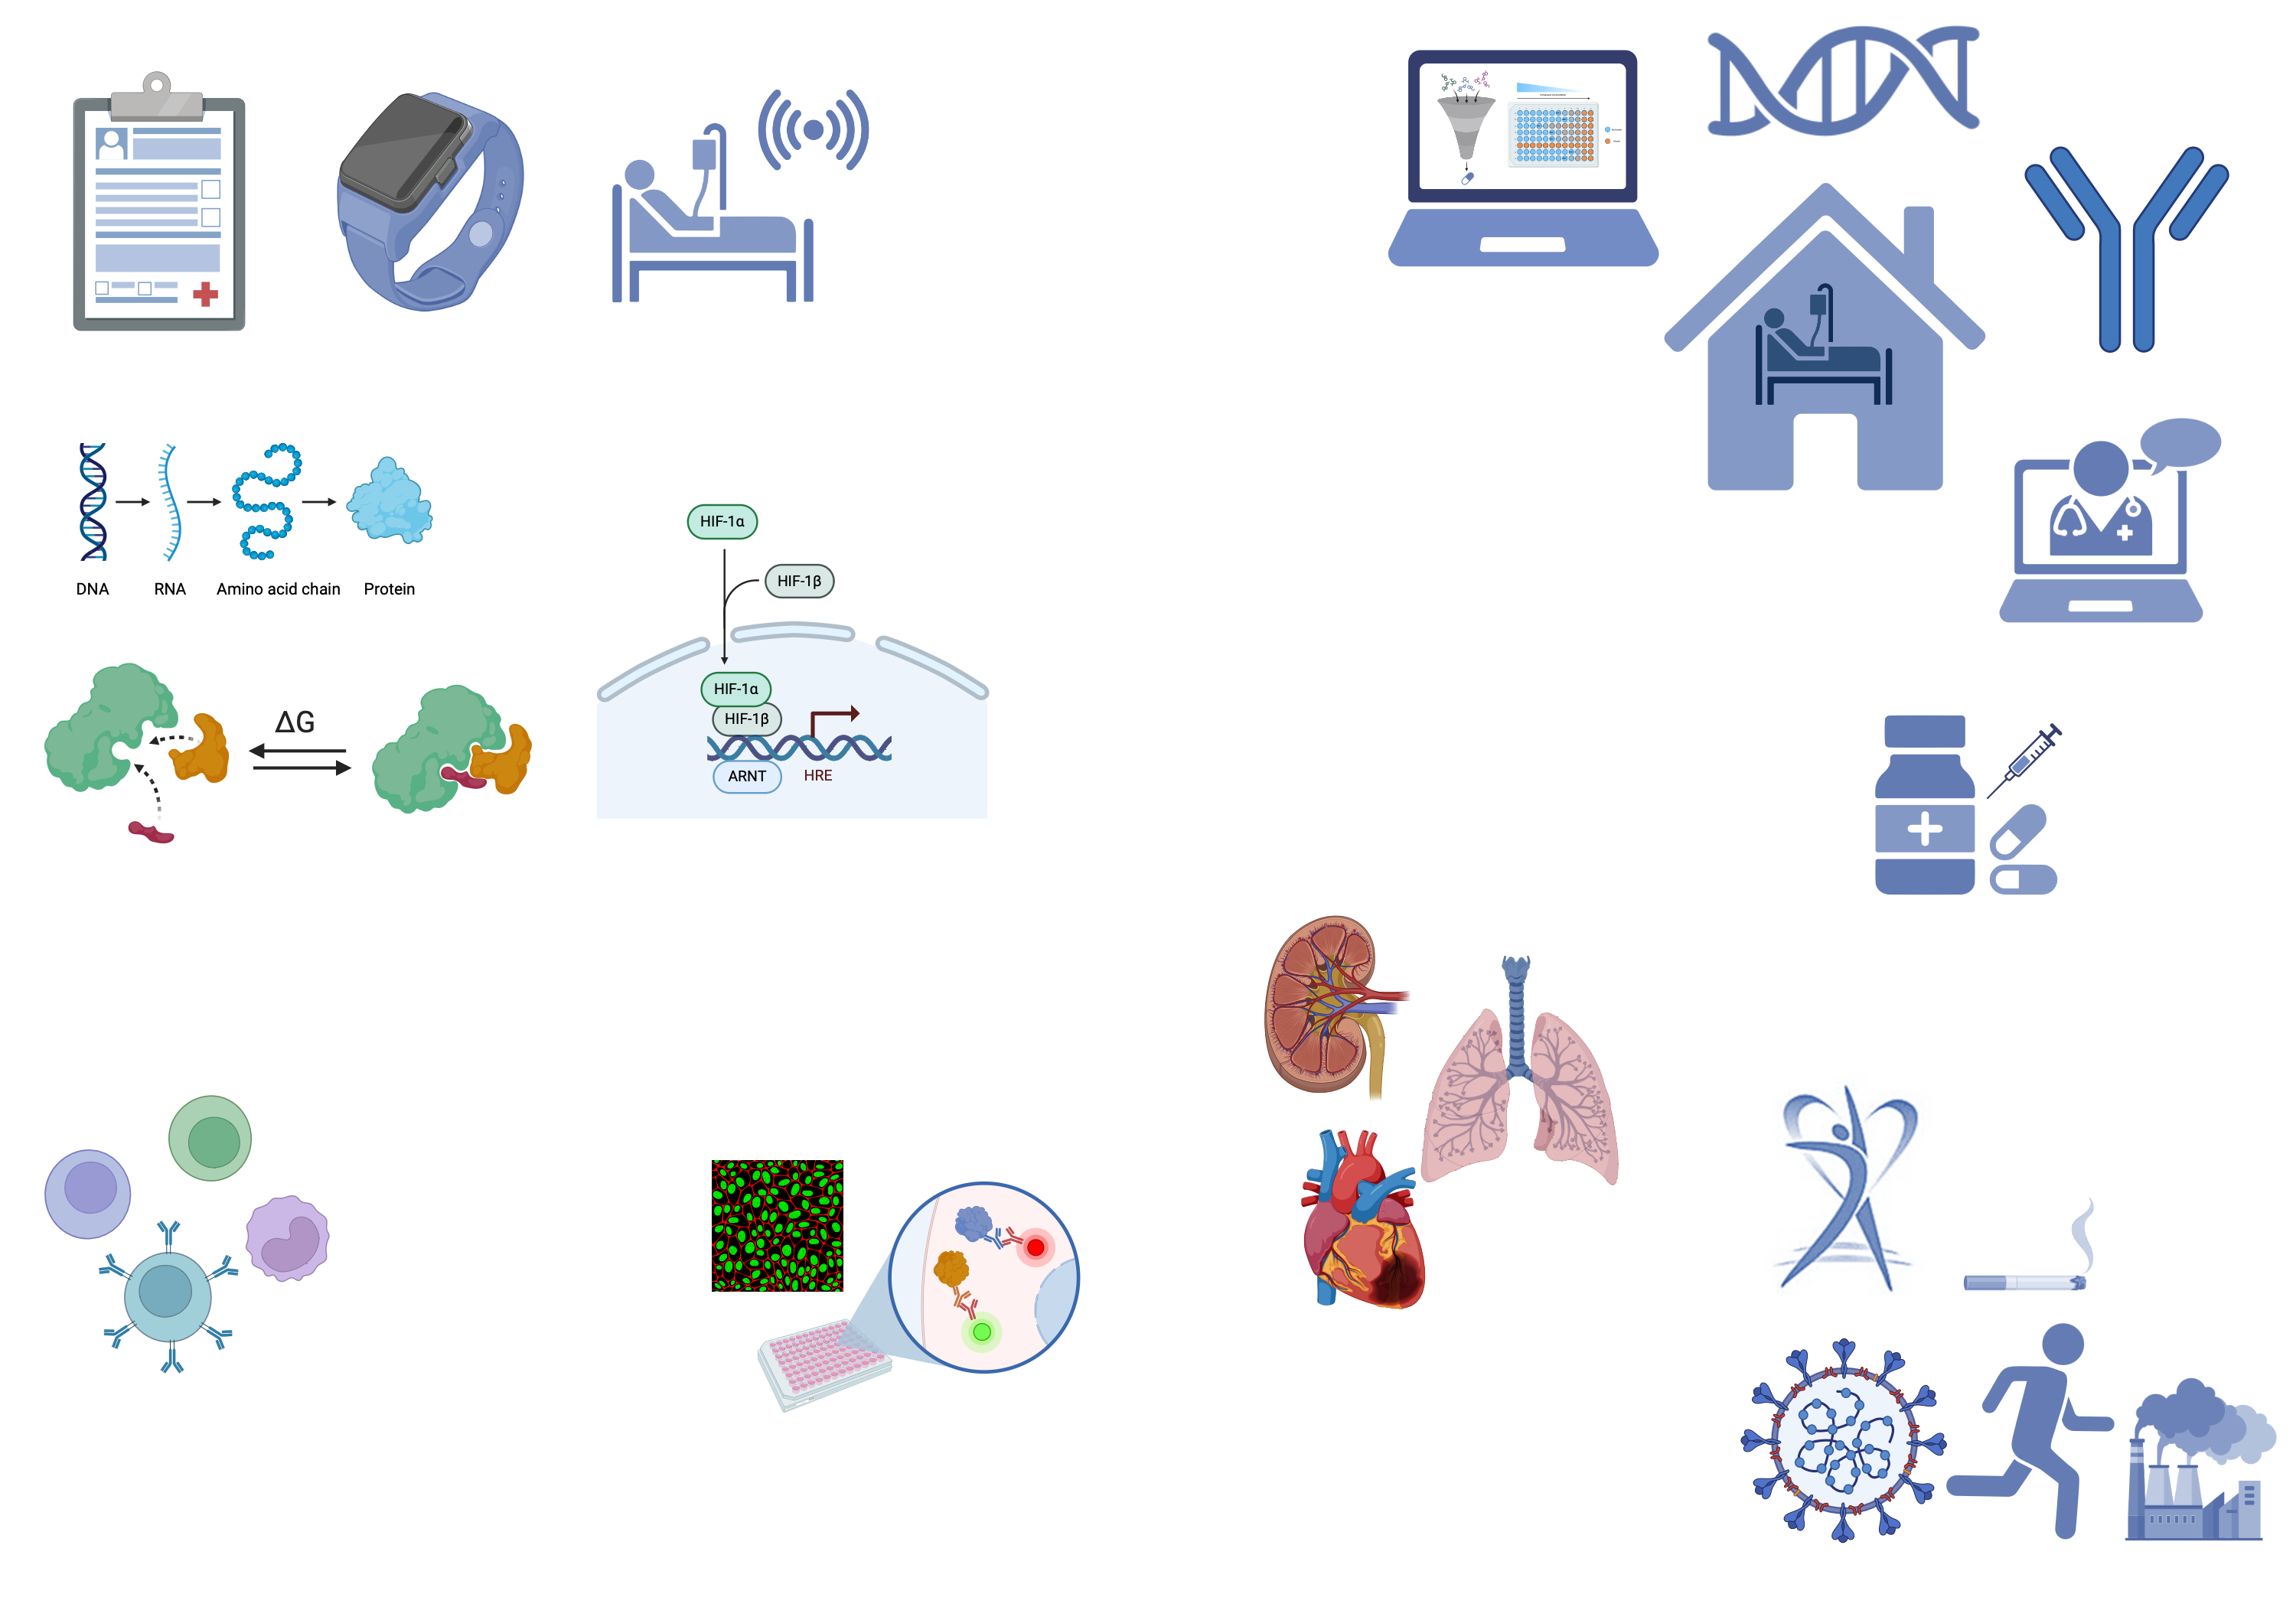 DNA
RNA
Amino acid chain
Protein
HIF-1α
HIF-1β
ΔG
HIF-1α
HIF-1β
ARNT
HRE